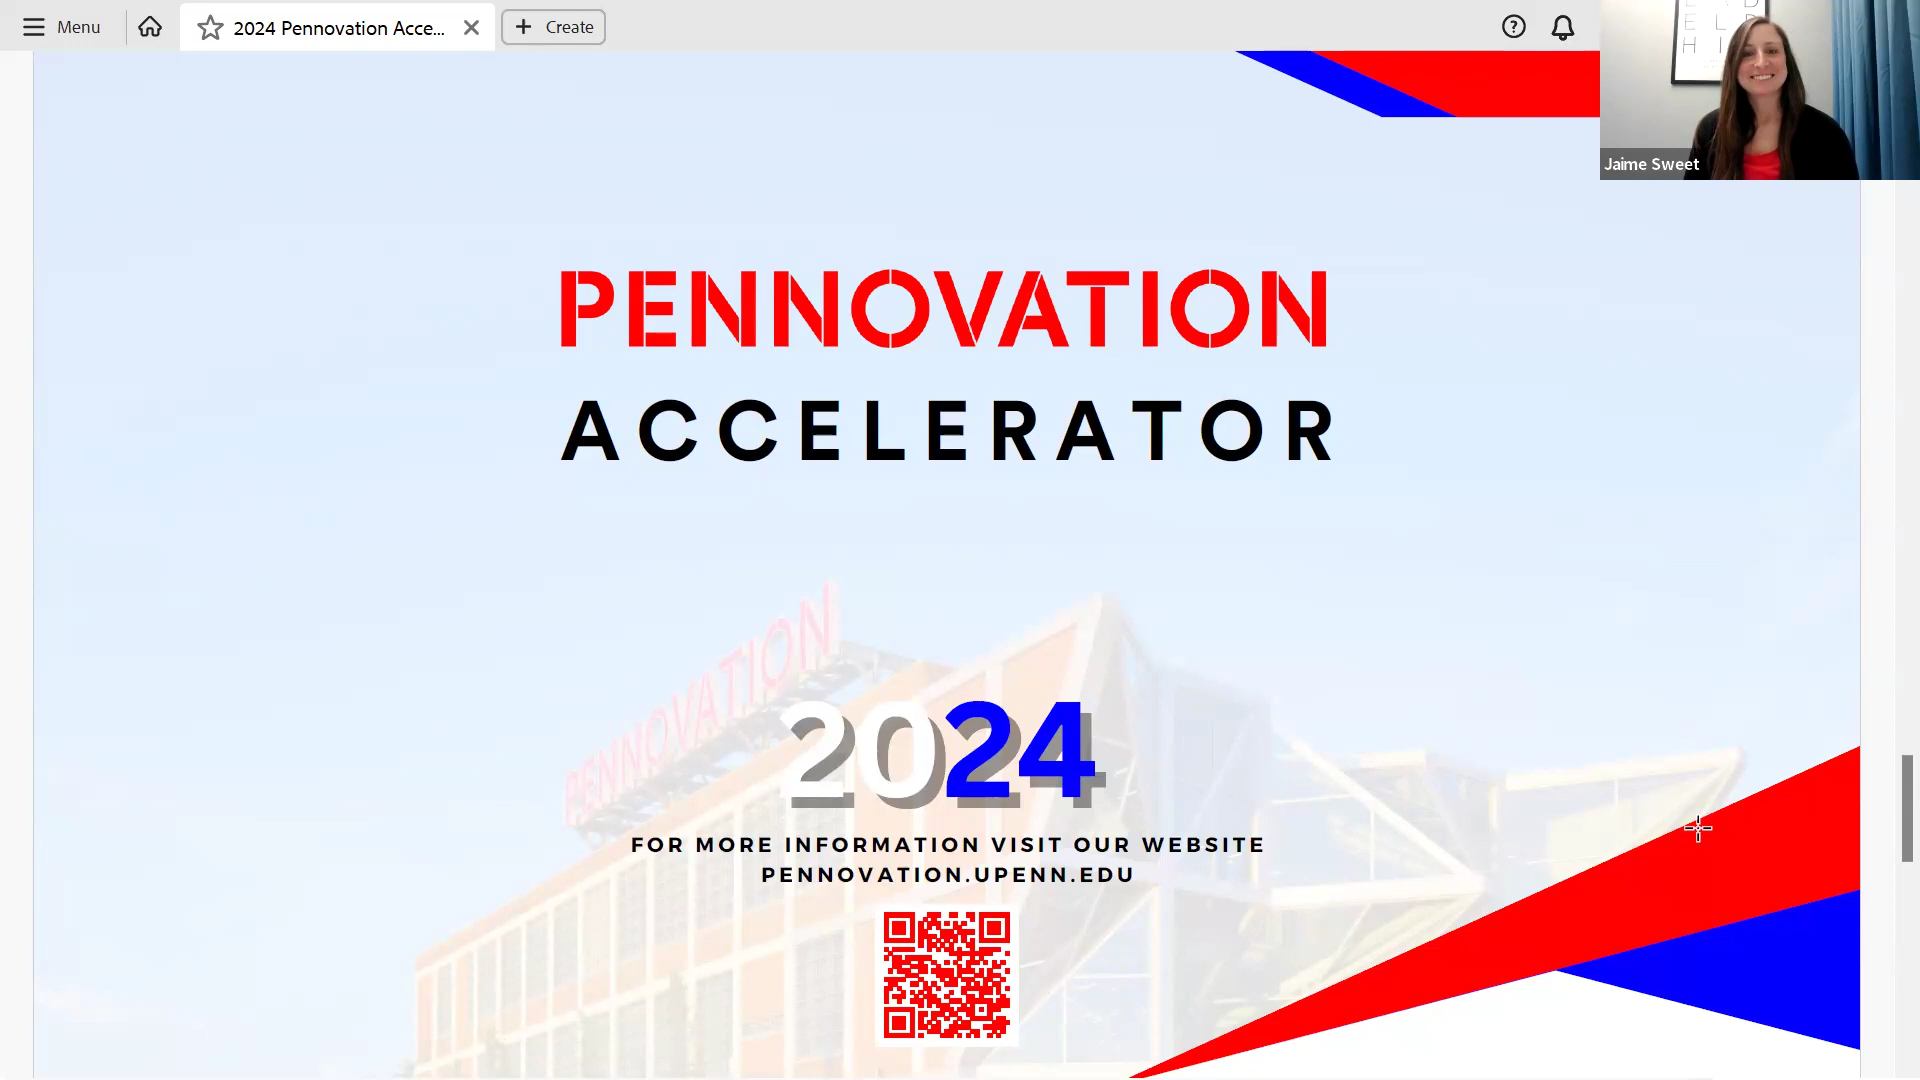 Menu
2024 Pennovation Acce...
Create
Jaime Sweet
PENNOVATION
ACCELERATOR
PENNOVATION
2024
FOR MORE INFORMATION VISIT OUR WEBSITE
PENNOVATION.UPENN.EDU